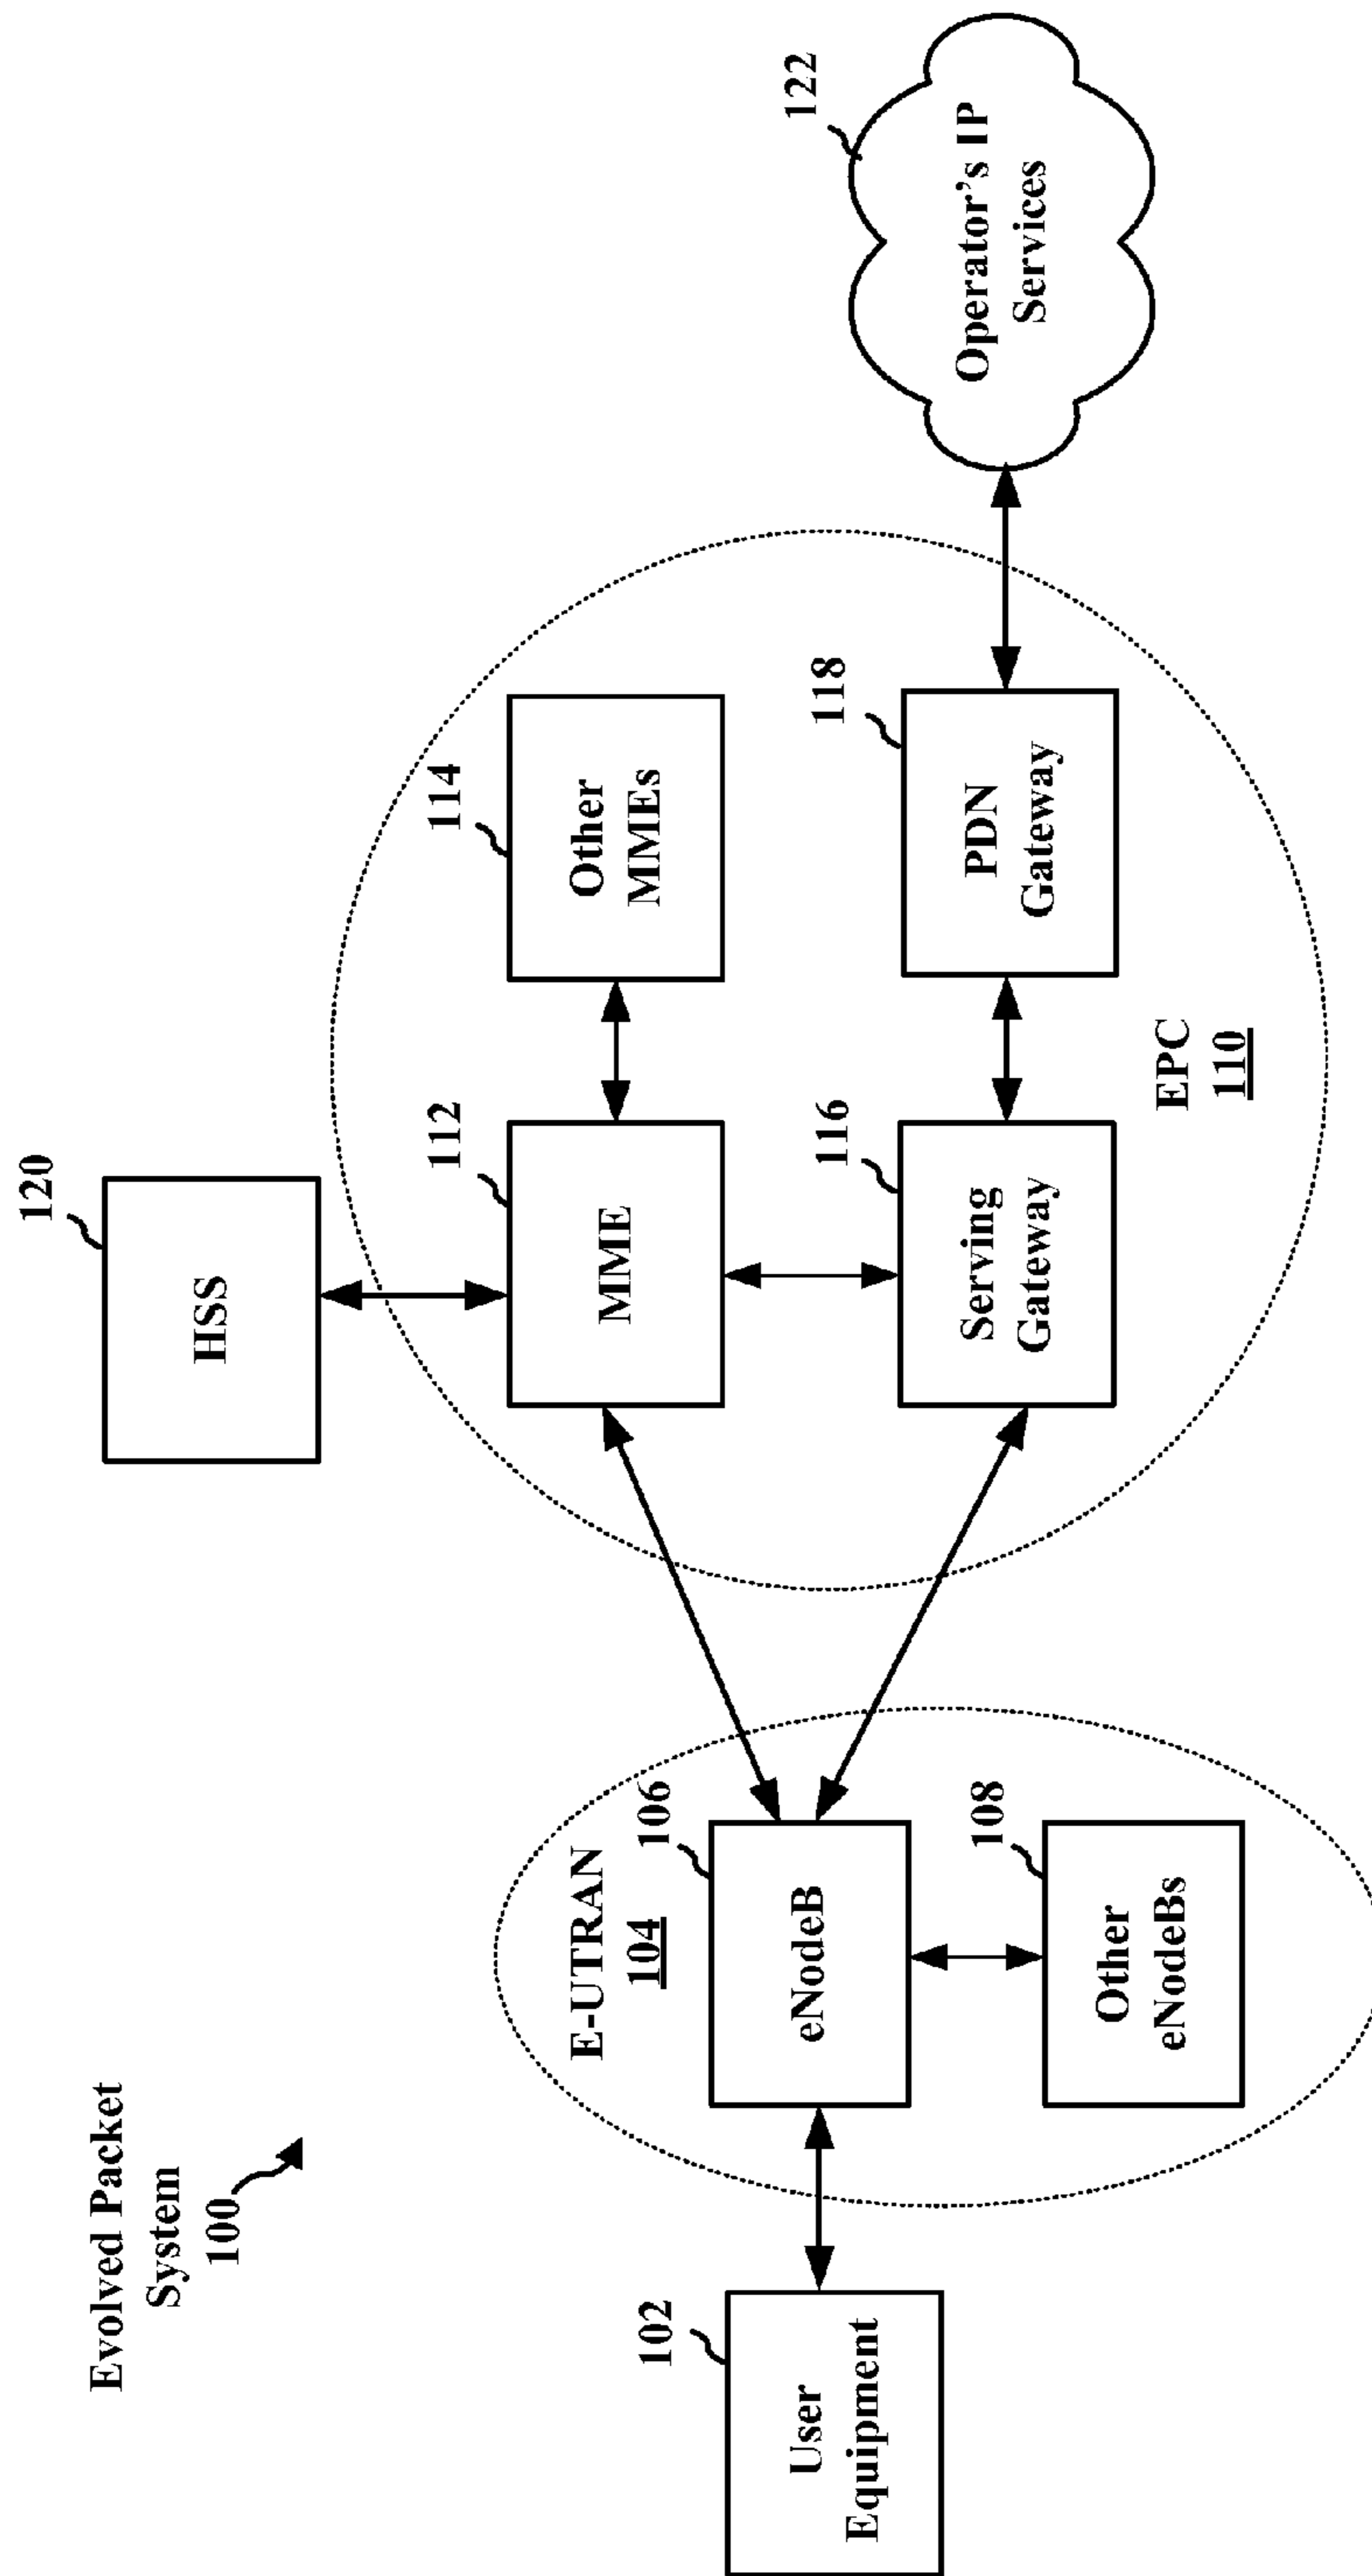 Evolved Packet
System
100
120
HSS
E-UTRAN
104
112
MME
114
Other
MMEs
122
Operator's IP
Services
102
User
Equipment
106
eNodeB
108
Other
eNodeBs
116
Serving
Gateway
118
PDN
Gateway
EPC
110